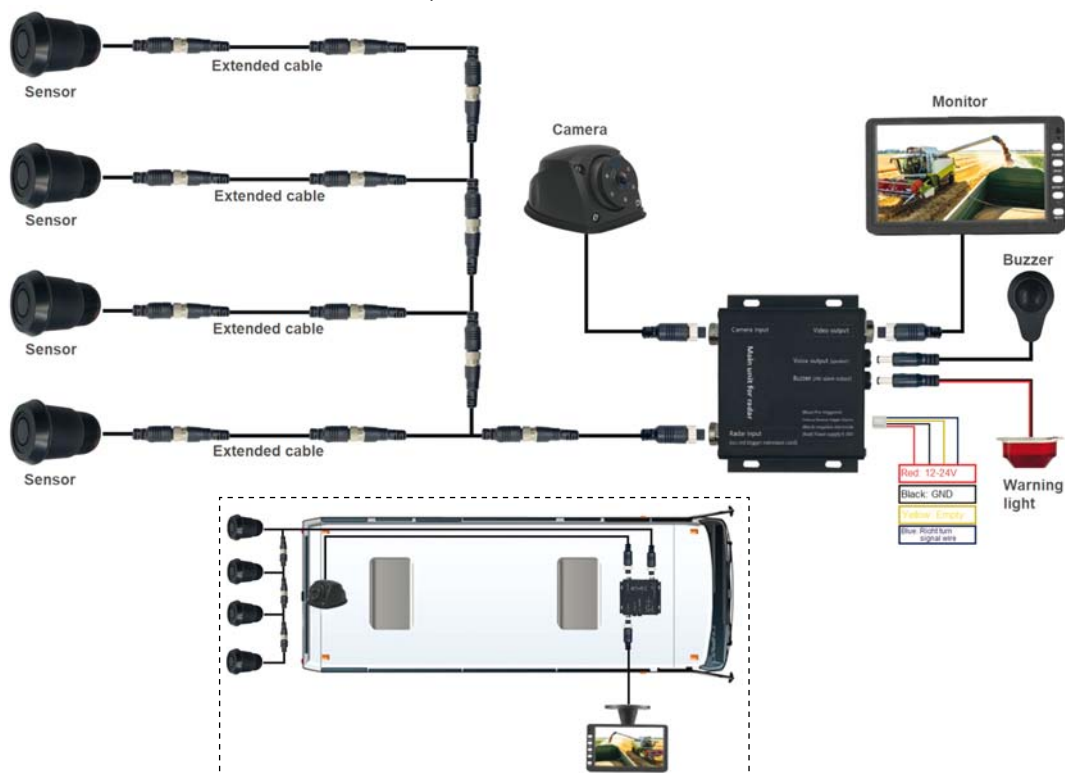 Extended cable
Sensor
Monitor
Camera
Extended cable
Sensor
Buzzer
Extended cable
Sensor
Camera input
Video output
Main unit for radar
Voice output (speaker)
Radar input
Extended cable
Sensor
Red: 12-24V
Black: GND
Yellow: Empty
Blue: Right turn
signal wire
Warning
light